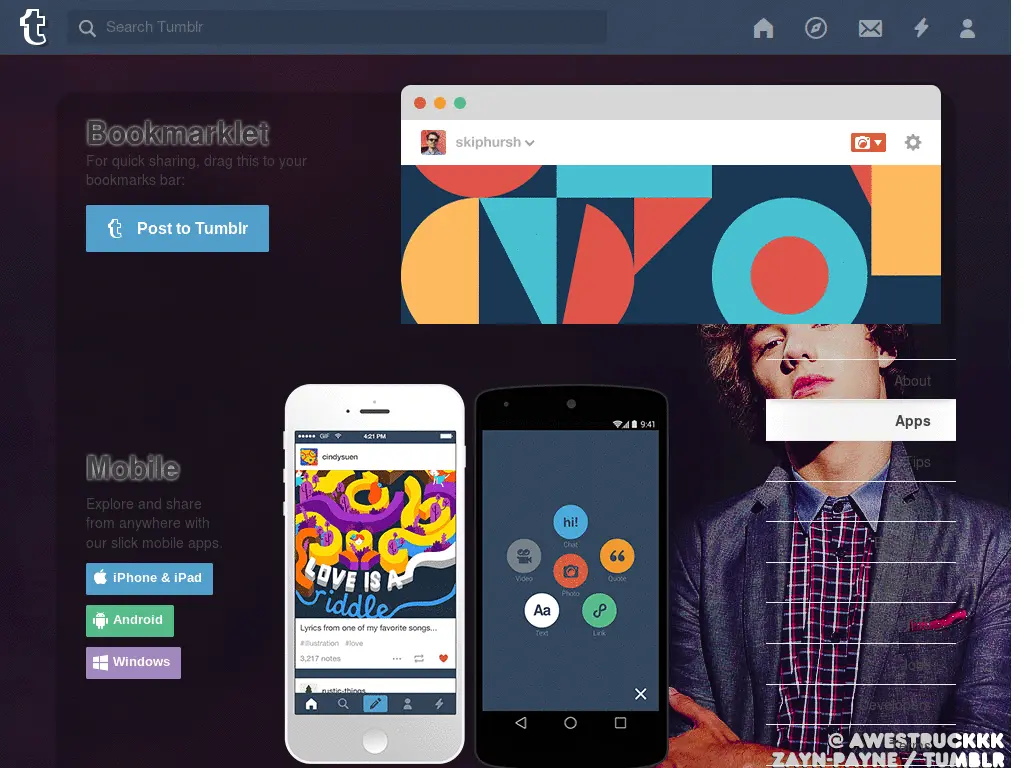 Search Tumblr
Bookmarklet
For quick sharing, drag this to your
bookmarks bar:
Post to Tumblr
skiphursh
About
Apps
Tips
Jobs
Developers
Mobile
Explore and share
from anywhere with
our slick mobile apps.
iPhone & iPad
Android
Windows
GIF
4:21 PM
cindysuen
LOVE IS A
riddle
Lyrics from one of my favorite songs...
#illustration #love
3,217 notes
rustic-things
9:41
hi!
Chat
Video
Quote
Photo
Aa
Text
Link
@ AWESTRUCKKK
ZAYN-PAYNE / TUMBLR